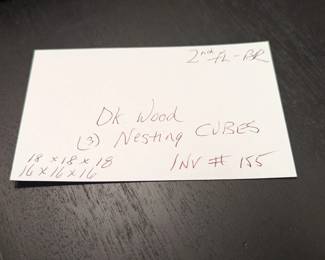 2nd FL - BR
DK Wood
(3) Nesting CUBES
18 x 18 x 18
16 x 16 x 16
INV # 155